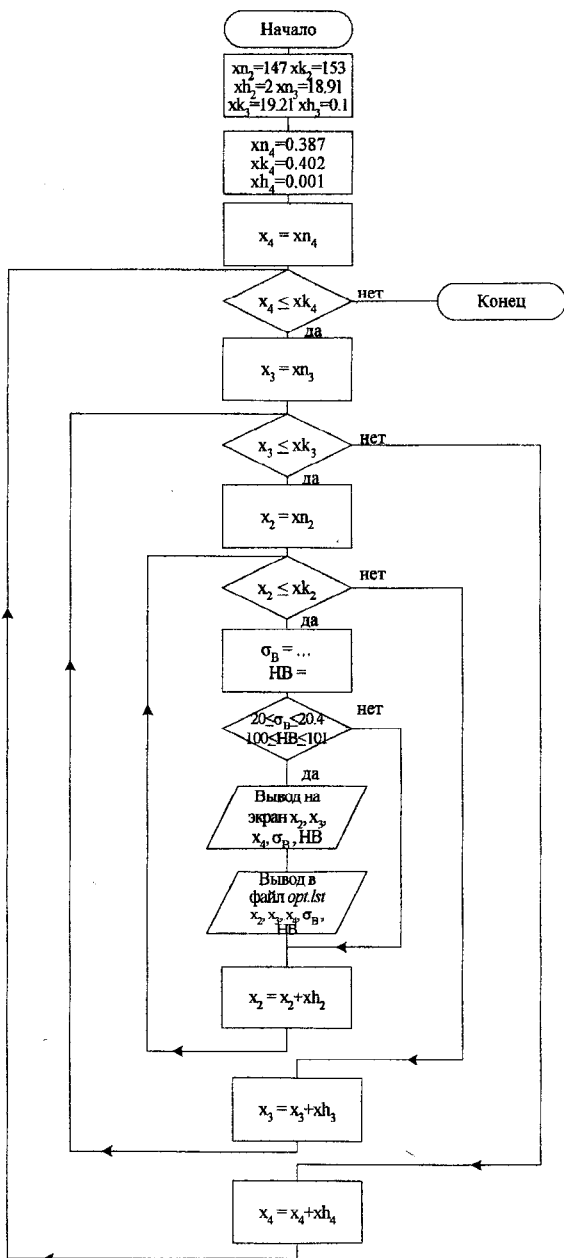 Начало
xn₂=147 xk₂=153
xh₂=2 xn₃=18.91
xk₃=19.21 xh₃=0.1
xn₄=0.387
xk₄=0.402
xh₄=0.001
x₄ = xn₄
x₄ ≤ xk₄
нет
Конец
да
x₃ = xn₃
x₃ ≤ xk₃
нет
да
x₂ = xn₂
x₂ ≤ xk₂
нет
да
σ_B = ...
HB =
20≤σ_B≤20.4
100≤HB≤101
нет
да
Вывод на
экран x₂, x₃,
x₄, σ_B, HB
Вывод в
файл opt.lst
x₂, x₃, x₄, σ_B,
HB
x₂ = x₂+xh₂
x₃ = x₃+xh₃
x₄ = x₄+xh₄